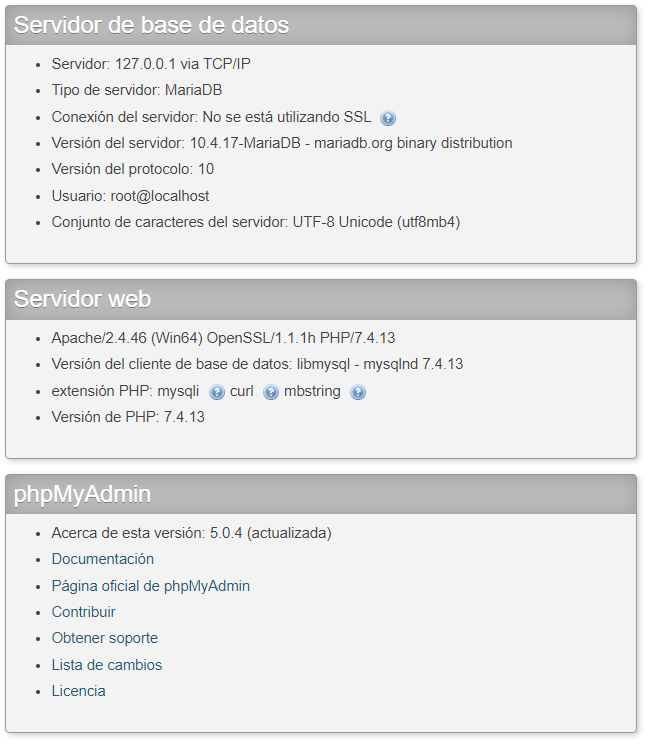 Servidor de base de datos
Servidor: 127.0.0.1 via TCP/IP
Tipo de servidor: MariaDB
Conexión del servidor: No se está utilizando SSL
Versión del servidor: 10.4.17-MariaDB - mariadb.org binary distribution
Versión del protocolo: 10
Usuario: root@localhost
Conjunto de caracteres del servidor: UTF-8 Unicode (utf8mb4)
Servidor web
Apache/2.4.46 (Win64) OpenSSL/1.1.1h PHP/7.4.13
Versión del cliente de base de datos: libmysql - mysqlnd 7.4.13
extensión PHP: mysqli curl mbstring
Versión de PHP: 7.4.13
phpMyAdmin
Acerca de esta versión: 5.0.4 (actualizada)
Documentación
Página oficial de phpMyAdmin
Contribuir
Obtener soporte
Lista de cambios
Licencia